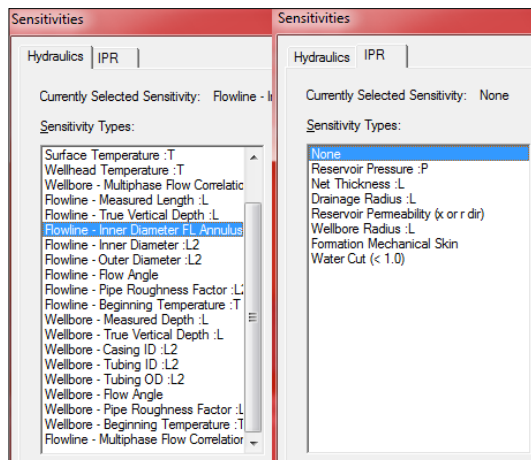 Sensitivities
Hydraulics
IPR
Currently Selected Sensitivity: Flowline - I
Sensitivity Types:
Surface Temperature :T
Wellhead Temperature :T
Wellbore - Multiphase Flow Correlatio
Flowline - Measured Length :L
Flowline - True Vertical Depth :L
Flowline - Inner Diameter FL Annulus
Flowline - Inner Diameter :L2
Flowline - Outer Diameter :L2
Flowline - Flow Angle
Flowline - Pipe Roughness Factor :L2
Flowline - Beginning Temperature :T
Wellbore - Measured Depth :L
Wellbore - True Vertical Depth :L
Wellbore - Casing ID :L2
Wellbore - Tubing ID :L2
Wellbore - Tubing OD :L2
Wellbore - Flow Angle
Wellbore - Pipe Roughness Factor :L
Wellbore - Beginning Temperature :T
Flowline - Multiphase Flow Correlation
Sensitivities
Hydraulics
IPR
Currently Selected Sensitivity: None
Sensitivity Types:
None
Reservoir Pressure :P
Net Thickness :L
Drainage Radius :L
Reservoir Permeability (x or r dir)
Wellbore Radius :L
Formation Mechanical Skin
Water Cut (< 1.0)